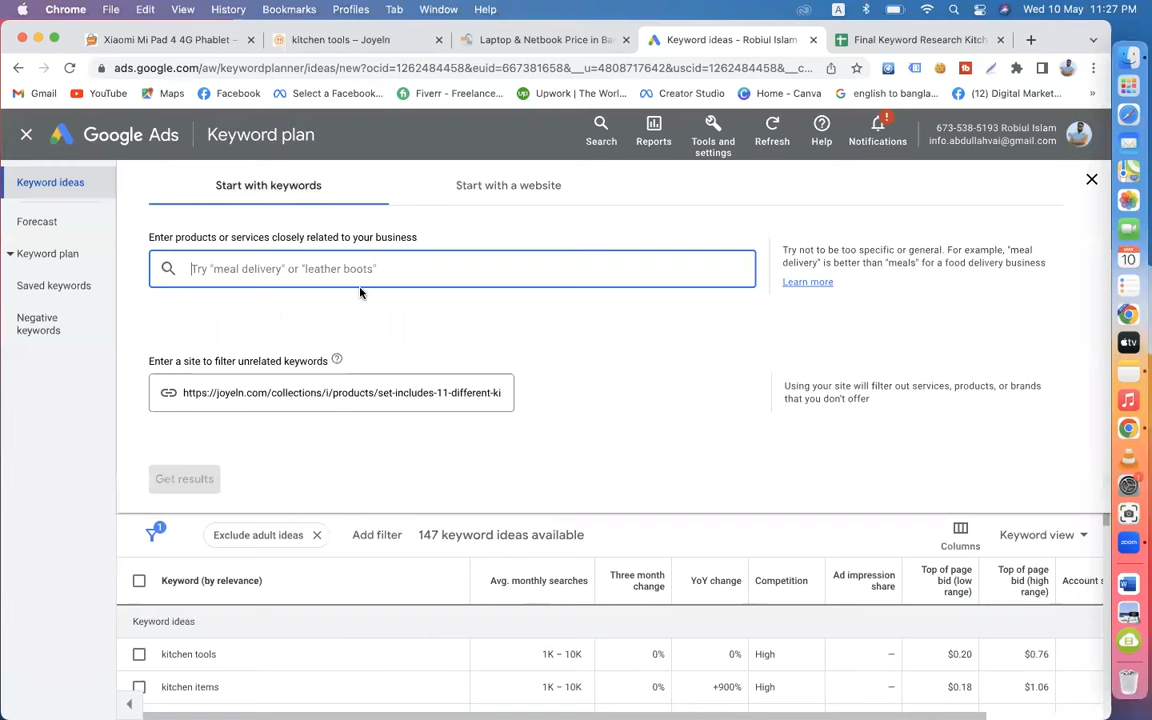 Chrome File Edit View History Bookmarks Profiles Tab Window Help A Wed 10 May 11:27 PM
Xiaomi Mi Pad 4 4G Phablet –
kitchen tools – Joyeln
Laptop & Netbook Price in Ba
Keyword ideas - Robiul Islam
Final Keyword Research Kitch
ads.google.com/aw/keywordplanner/ideas/new?ocid=1262484458&euid=667381658&__u=4808717642&uscid=1262484458&__c...
Gmail YouTube Maps Facebook Select a Facebook... Fiverr - Freelance... Upwork | The Worl... Creator Studio Home - Canva english to bangla... (12) Digital Market... »
Google Ads Keyword plan
Search Reports Tools and settings Refresh Help Notifications
673-538-5193 Robiul Islam
info.abdullahvai@gmail.com
Keyword ideas
Forecast
Keyword plan
Saved keywords
Negative
keywords
Start with keywords Start with a website
Enter products or services closely related to your business
Try "meal delivery" or "leather boots"
Try not to be too specific or general. For example, "meal
delivery" is better than "meals" for a food delivery business
Learn more
Enter a site to filter unrelated keywords
https://joyeln.com/collections/i/products/set-includes-11-different-ki
Using your site will filter out services, products, or brands
that you don't offer
Get results
1 Exclude adult ideas Add filter 147 keyword ideas available Columns Keyword view
Keyword (by relevance) Avg. monthly searches Three month change YoY change Competition Ad impression share Top of page bid (low range) Top of page bid (high range) Account s
Keyword ideas
kitchen tools 1K – 10K 0% 0% High — $0.20 $0.76
kitchen items 1K – 10K 0% +900% High — $0.18 $1.06
MAY
10
tv
zoom
W